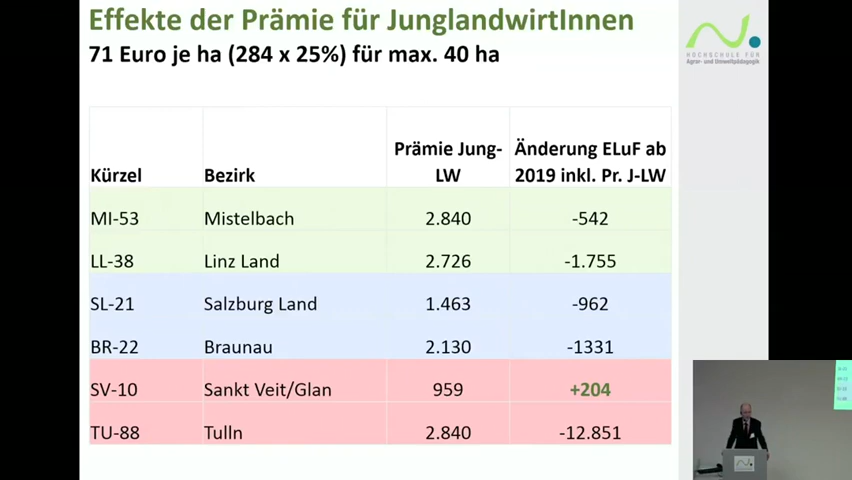 Effekte der Prämie für JunglandwirtInnen
71 Euro je ha (284 x 25%) für max. 40 ha
HOCHSCHULE FÜR
Agrar- und Umweltpädagogik
Kürzel Bezirk Prämie Jung-LW Änderung ELuF ab 2019 inkl. Pr. J-LW
MI-53 Mistelbach 2.840 -542
LL-38 Linz Land 2.726 -1.755
SL-21 Salzburg Land 1.463 -962
BR-22 Braunau 2.130 -1331
SV-10 Sankt Veit/Glan 959 +204
TU-88 Tulln 2.840 -12.851